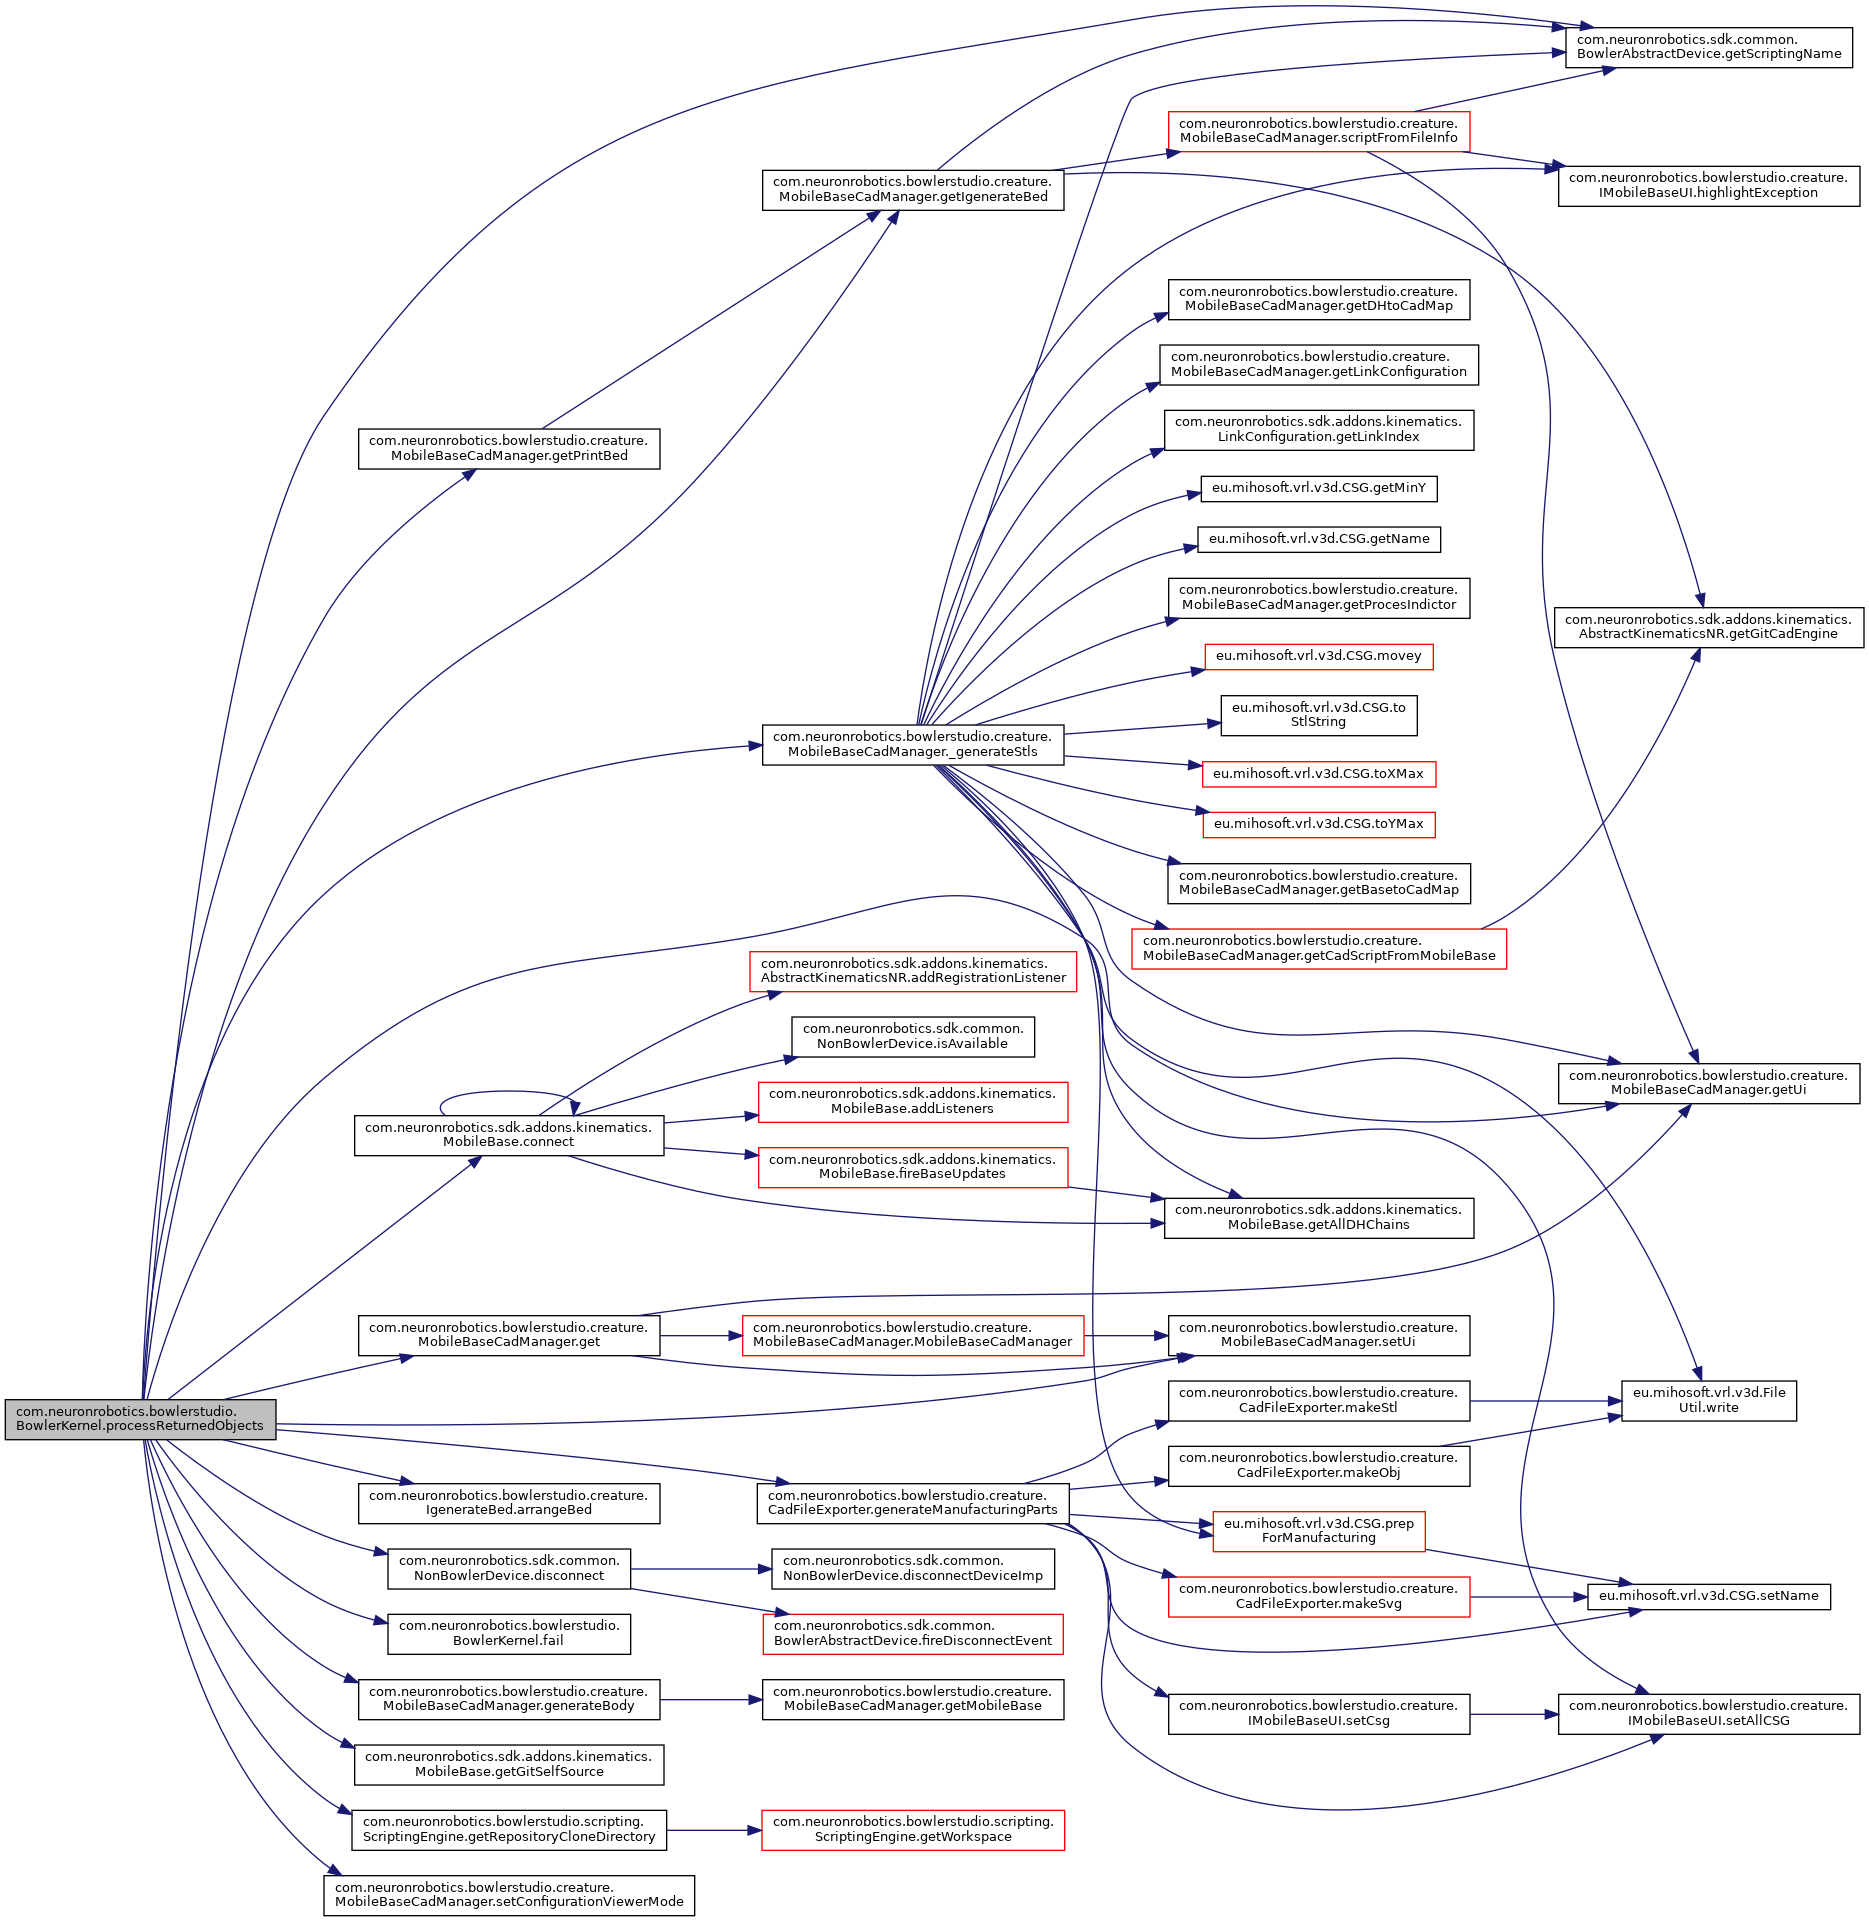 com.neuronrobotics.sdk.common.
BowlerAbstractDevice.getScriptingName
com.neuronrobotics.bowlerstudio.creature.
MobileBaseCadManager.scriptFromFileInfo
com.neuronrobotics.bowlerstudio.creature.
IMobileBaseUI.highlightException
com.neuronrobotics.bowlerstudio.creature.
MobileBaseCadManager.getIgenerateBed
com.neuronrobotics.bowlerstudio.creature.
MobileBaseCadManager.getDHtoCadMap
com.neuronrobotics.bowlerstudio.creature.
MobileBaseCadManager.getLinkConfiguration
com.neuronrobotics.sdk.addons.kinematics.
LinkConfiguration.getLinkIndex
com.neuronrobotics.bowlerstudio.creature.
MobileBaseCadManager.getPrintBed
eu.mihosoft.vrl.v3d.CSG.getMinY
eu.mihosoft.vrl.v3d.CSG.getName
com.neuronrobotics.bowlerstudio.creature.
MobileBaseCadManager.getProcesIndictor
com.neuronrobotics.sdk.addons.kinematics.
AbstractKinematicsNR.getGitCadEngine
eu.mihosoft.vrl.v3d.CSG.movey
eu.mihosoft.vrl.v3d.CSG.to
StlString
com.neuronrobotics.bowlerstudio.creature.
MobileBaseCadManager._generateStls
eu.mihosoft.vrl.v3d.CSG.toXMax
eu.mihosoft.vrl.v3d.CSG.toYMax
com.neuronrobotics.bowlerstudio.creature.
MobileBaseCadManager.getBasetoCadMap
com.neuronrobotics.bowlerstudio.creature.
MobileBaseCadManager.getCadScriptFromMobileBase
com.neuronrobotics.sdk.addons.kinematics.
AbstractKinematicsNR.addRegistrationListener
com.neuronrobotics.sdk.common.
NonBowlerDevice.isAvailable
com.neuronrobotics.bowlerstudio.creature.
MobileBaseCadManager.getUi
com.neuronrobotics.sdk.addons.kinematics.
MobileBase.addListeners
com.neuronrobotics.sdk.addons.kinematics.
MobileBase.connect
com.neuronrobotics.sdk.addons.kinematics.
MobileBase.fireBaseUpdates
com.neuronrobotics.sdk.addons.kinematics.
MobileBase.getAllDHChains
com.neuronrobotics.bowlerstudio.creature.
MobileBaseCadManager.get
com.neuronrobotics.bowlerstudio.creature.
MobileBaseCadManager.MobileBaseCadManager
com.neuronrobotics.bowlerstudio.creature.
MobileBaseCadManager.setUi
com.neuronrobotics.bowlerstudio.creature.
CadFileExporter.makeStl
eu.mihosoft.vrl.v3d.File
Util.write
com.neuronrobotics.bowlerstudio.
BowlerKernel.processReturnedObjects
com.neuronrobotics.bowlerstudio.creature.
CadFileExporter.makeObj
com.neuronrobotics.bowlerstudio.creature.
IgenerateBed.arrangeBed
com.neuronrobotics.bowlerstudio.creature.
CadFileExporter.generateManufacturingParts
eu.mihosoft.vrl.v3d.CSG.prep
ForManufacturing
com.neuronrobotics.sdk.common.
NonBowlerDevice.disconnect
com.neuronrobotics.sdk.common.
NonBowlerDevice.disconnectDeviceImp
com.neuronrobotics.bowlerstudio.creature.
CadFileExporter.makeSvg
eu.mihosoft.vrl.v3d.CSG.setName
com.neuronrobotics.bowlerstudio.
BowlerKernel.fail
com.neuronrobotics.sdk.common.
BowlerAbstractDevice.fireDisconnectEvent
com.neuronrobotics.bowlerstudio.creature.
MobileBaseCadManager.generateBody
com.neuronrobotics.bowlerstudio.creature.
MobileBaseCadManager.getMobileBase
com.neuronrobotics.bowlerstudio.creature.
IMobileBaseUI.setCsg
com.neuronrobotics.bowlerstudio.creature.
IMobileBaseUI.setAllCSG
com.neuronrobotics.sdk.addons.kinematics.
MobileBase.getGitSelfSource
com.neuronrobotics.bowlerstudio.scripting.
ScriptingEngine.getRepositoryCloneDirectory
com.neuronrobotics.bowlerstudio.scripting.
ScriptingEngine.getWorkspace
com.neuronrobotics.bowlerstudio.creature.
MobileBaseCadManager.setConfigurationViewerMode